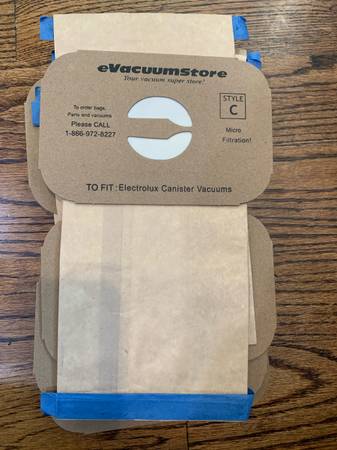 eVacuumstore
Your vacuum super store!
To order bags,
Parts and vacuums
Please CALL
1-866-972-8227
STYLE
C
Micro
Filtration!
TO FIT : Electrolux Canister Vacuums